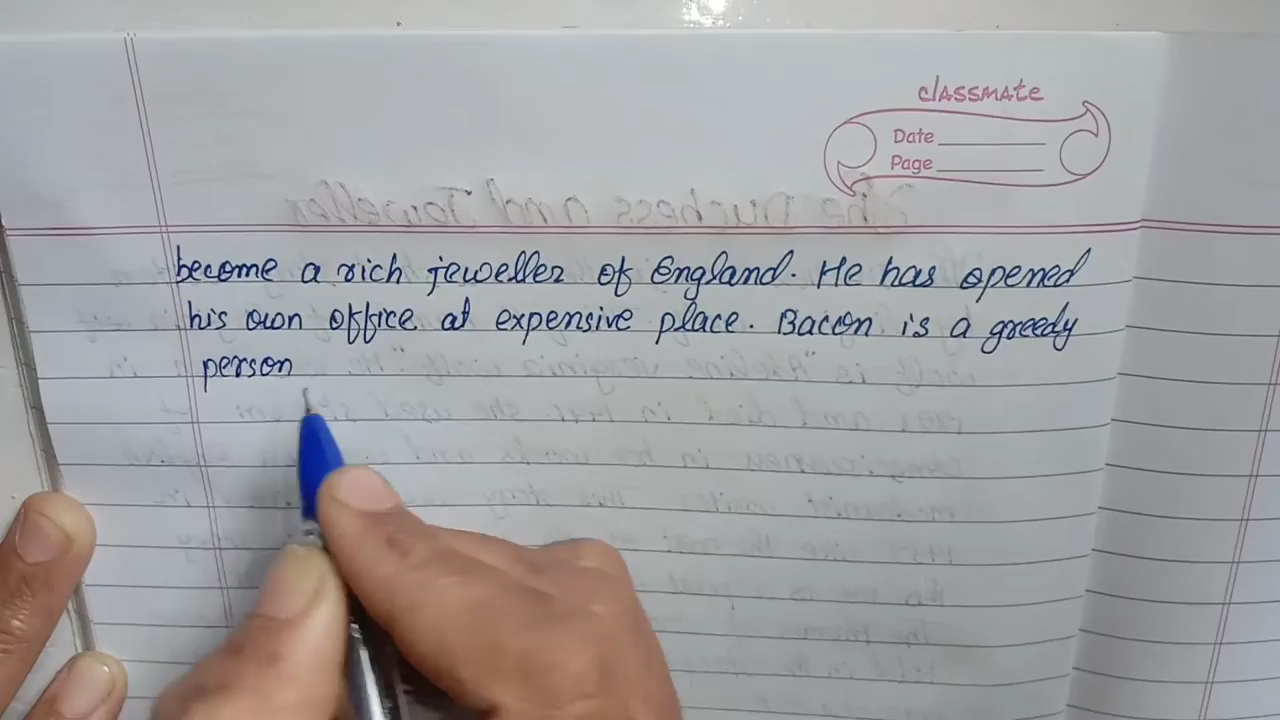 classmate
Date
Page
become a rich jeweller of England. He has opened
his own office at expensive place. Bacon is a greedy
person